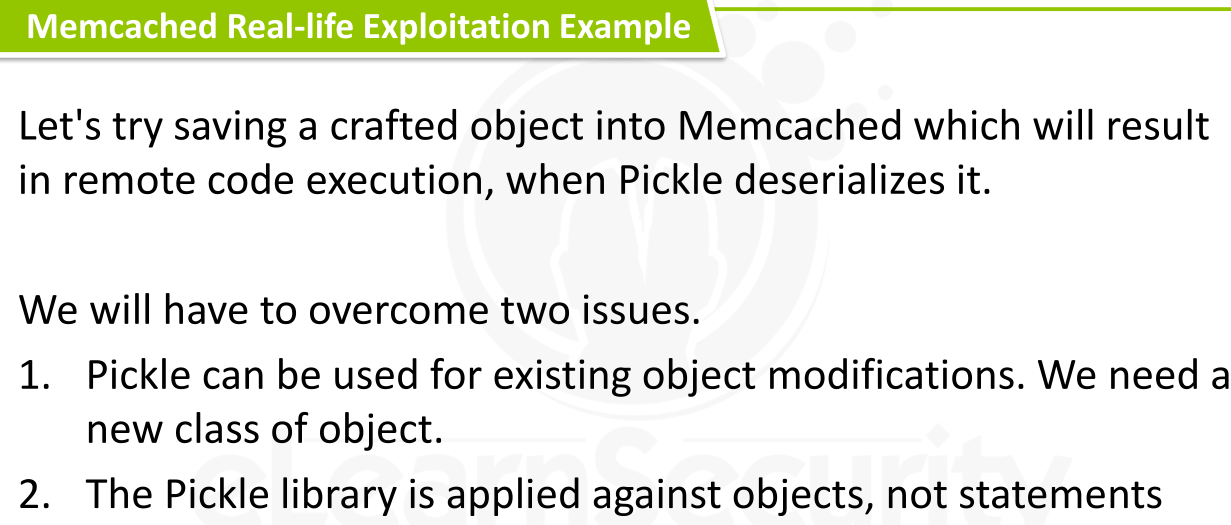 Memcached Real-life Exploitation Example
Let's try saving a crafted object into Memcached which will result
in remote code execution, when Pickle deserializes it.
We will have to overcome two issues.
1. Pickle can be used for existing object modifications. We need a
new class of object.
2. The Pickle library is applied against objects, not statements
eLearnSecurity